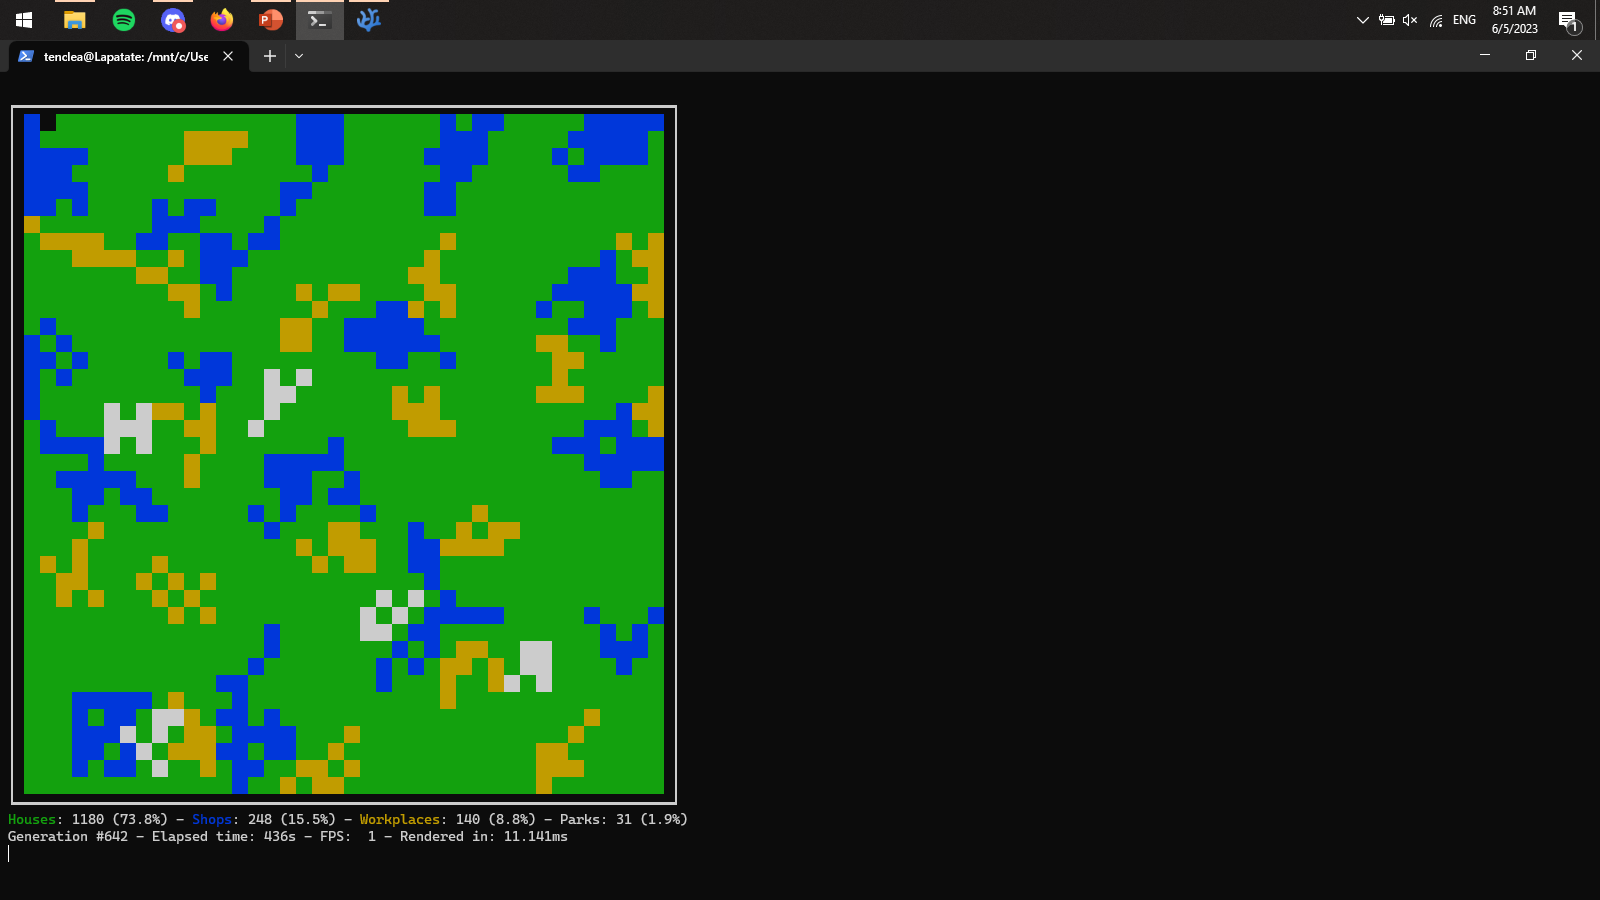 8:51 AM
ENG
6/5/2023
1
P
tenclea@Lapatate: /mnt/c/Use
Houses: 1180 (73.8%) - Shops: 248 (15.5%) - Workplaces: 140 (8.8%) - Parks: 31 (1.9%)
Generation #642 - Elapsed time: 436s - FPS:  1 - Rendered in: 11.141ms